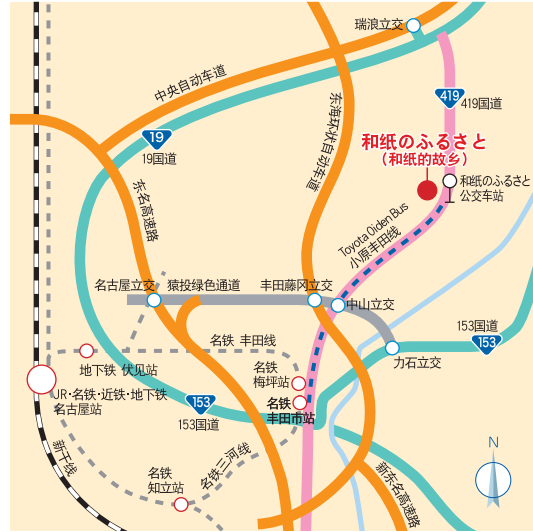 瑞浪立交
中央自动车道
419
419国道
19
19国道
东海环状自动车道
和纸のふるさと
(和纸的故乡)
和纸のふるさと
公交车站
东名高速路
Toyota Oiden Bus
小原丰田线
名古屋立交
猿投绿色通道
丰田藤冈立交
中山立交
153国道
153
名铁 丰田线
力石立交
地下铁 伏见站
名铁
梅坪站
JR・名铁・近铁・地下铁
名古屋站
153
153国道
名铁
丰田市站
新干线
名铁
知立站
名铁三河线
新东名高速路
N